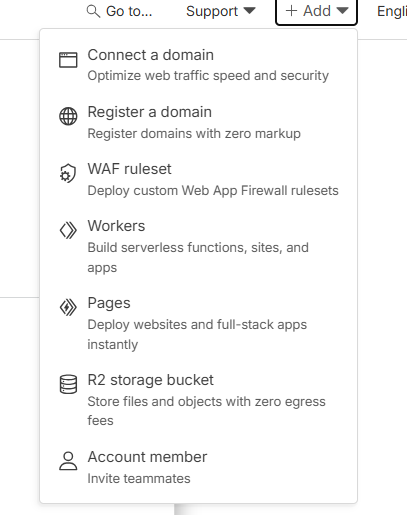 Go to... Support + Add Engli
Connect a domain
Optimize web traffic speed and security
Register a domain
Register domains with zero markup
WAF ruleset
Deploy custom Web App Firewall rulesets
Workers
Build serverless functions, sites, and
apps
Pages
Deploy websites and full-stack apps
instantly
R2 storage bucket
Store files and objects with zero egress
fees
Account member
Invite teammates